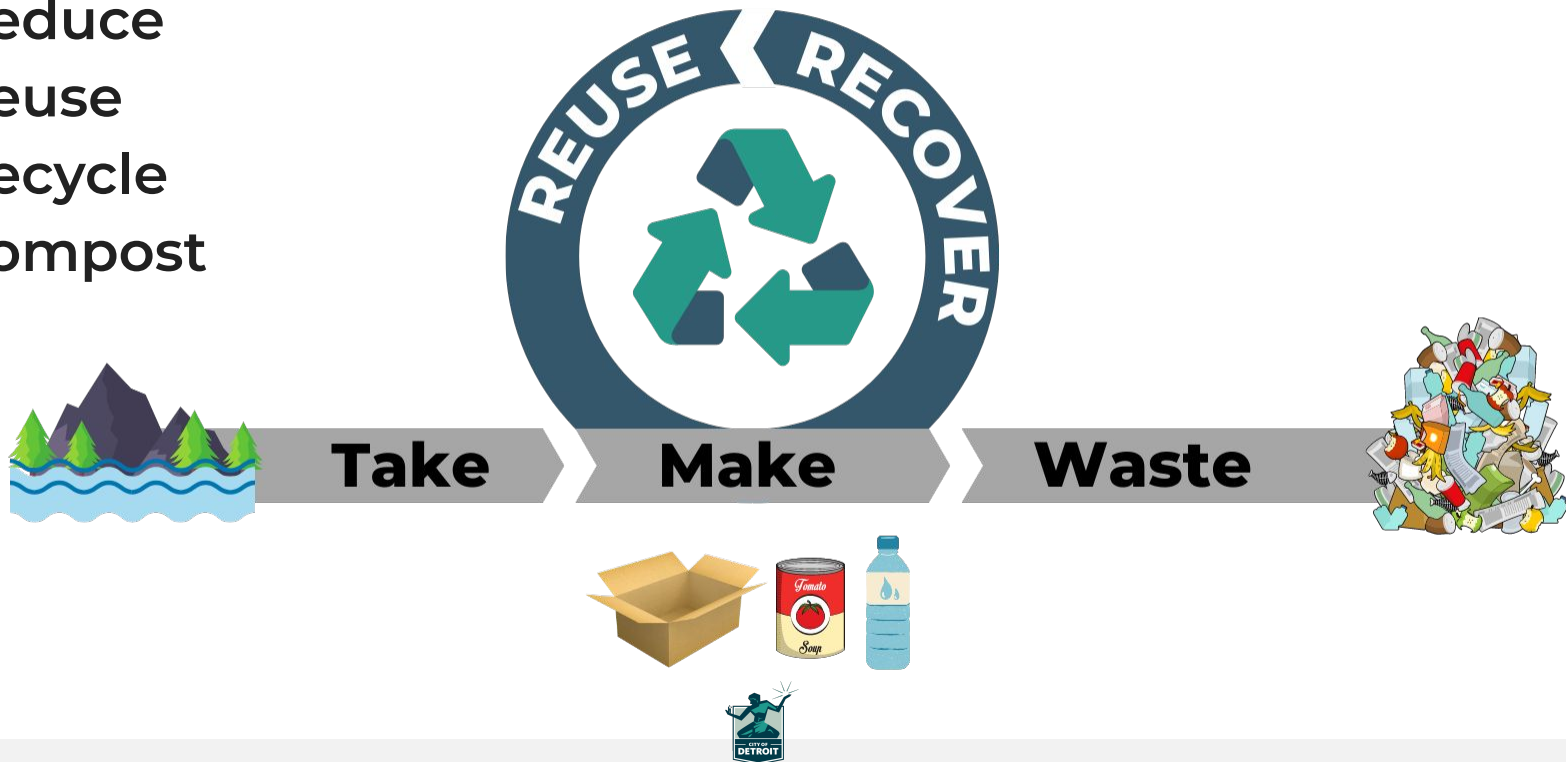 educe
euse
ecycle
ompost
REUSE
RECOVER
Take
Make
Waste
Tomato
Soup
CITY OF
DETROIT